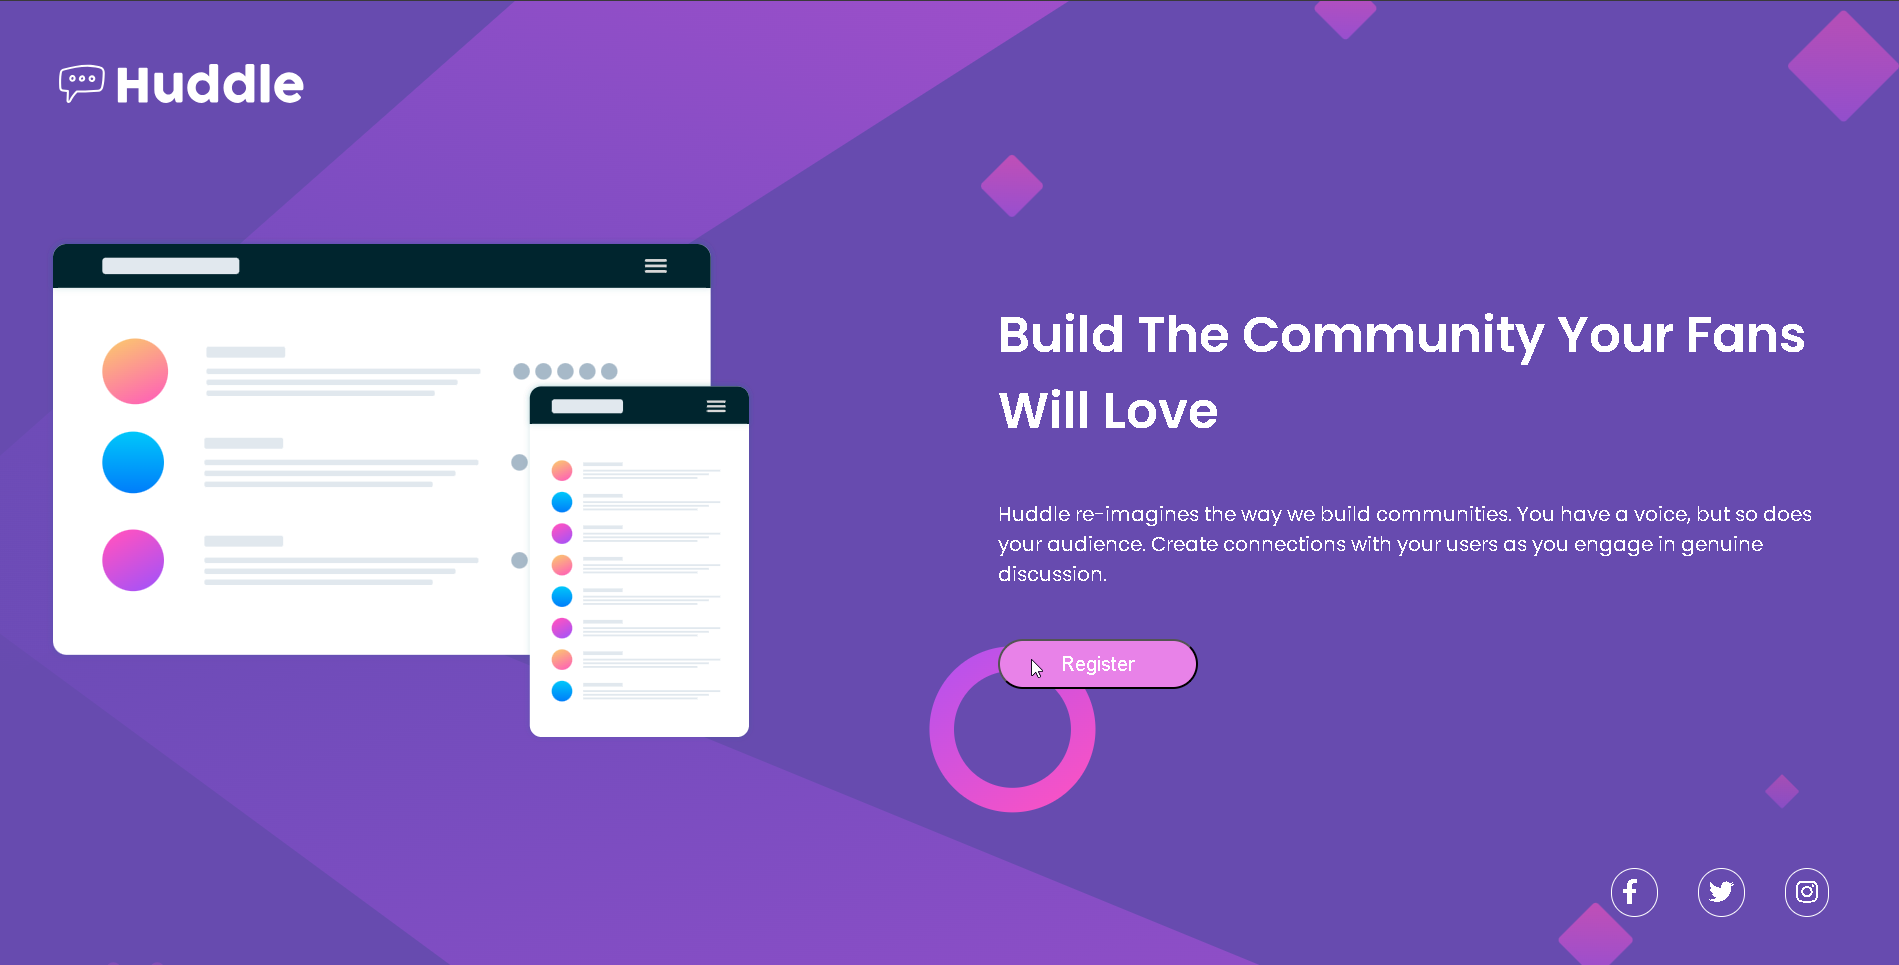 Huddle
Build The Community Your Fans
Will Love
Huddle re-imagines the way we build communities. You have a voice, but so does
your audience. Create connections with your users as you engage in genuine
discussion.
Register